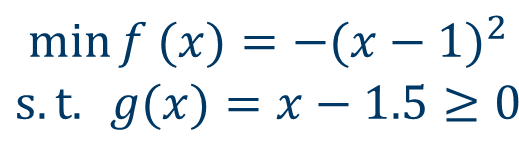 min f (x) = −(x − 1)²
s. t. g(x) = x − 1.5 ≥ 0